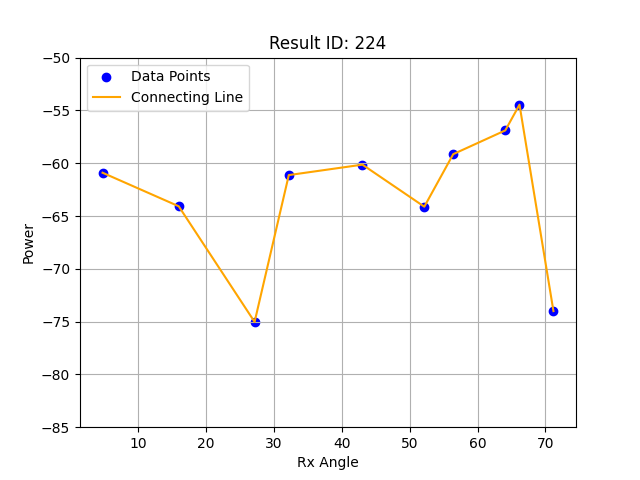 Result ID: 224
Data Points
Connecting Line
Power
−50
−55
−60
−65
−70
−75
−80
−85
10 20 30 40 50 60 70
Rx Angle